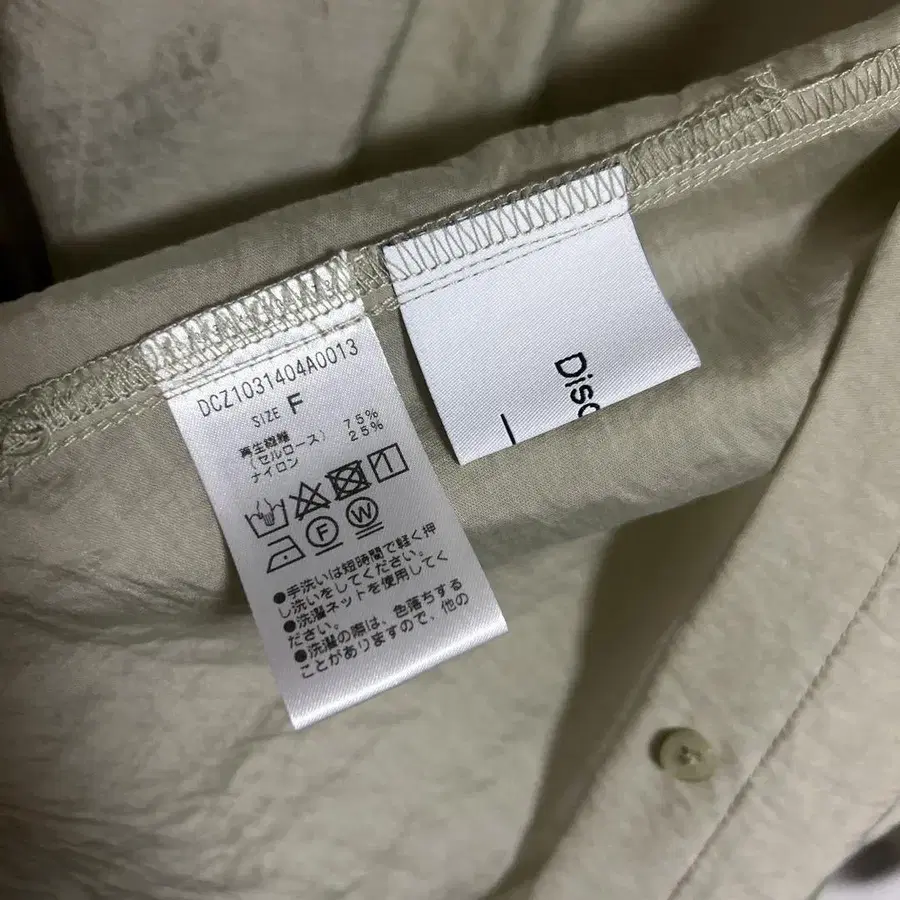 DCZ1031404A0013
SIZE F
再生繊維 75%
(セルロース) 25%
ナイロン
F W
●手洗いは短時間で軽く押
し洗いをしてください。
●洗濯ネットを使用してく
ださい。
●洗濯の際は、色落ちする
ことがありますので、他の
Disc